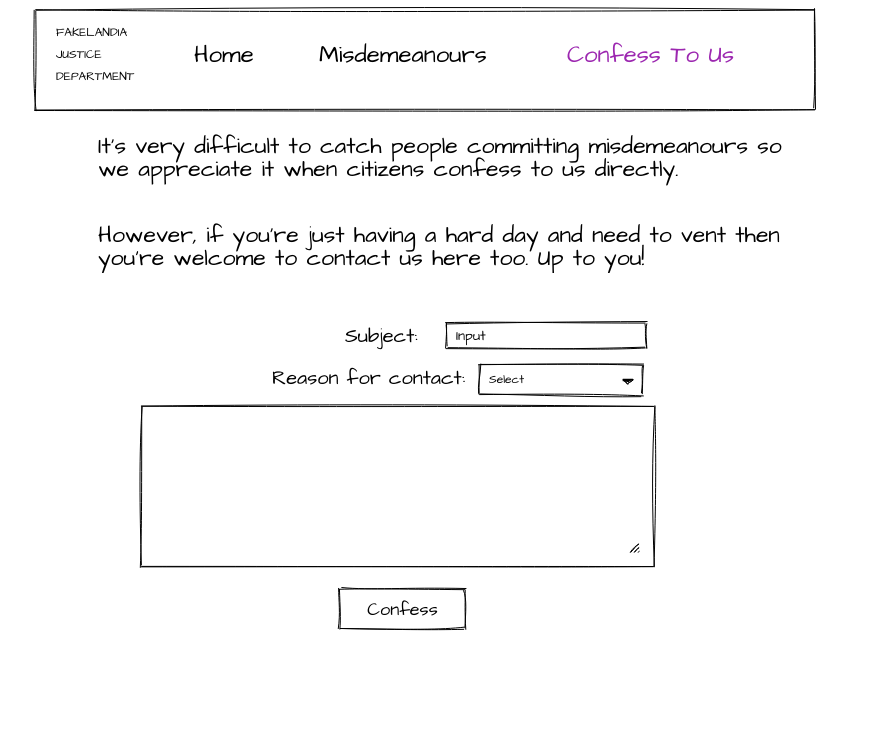 FAKELANDIA
JUSTICE
DEPARTMENT
Home Misdemeanours Confess To Us
It's very difficult to catch people committing misdemeanours so
we appreciate it when citizens confess to us directly.
However, if you're just having a hard day and need to vent then
you're welcome to contact us here too. Up to you!
Subject: Input
Reason for contact: Select
Confess